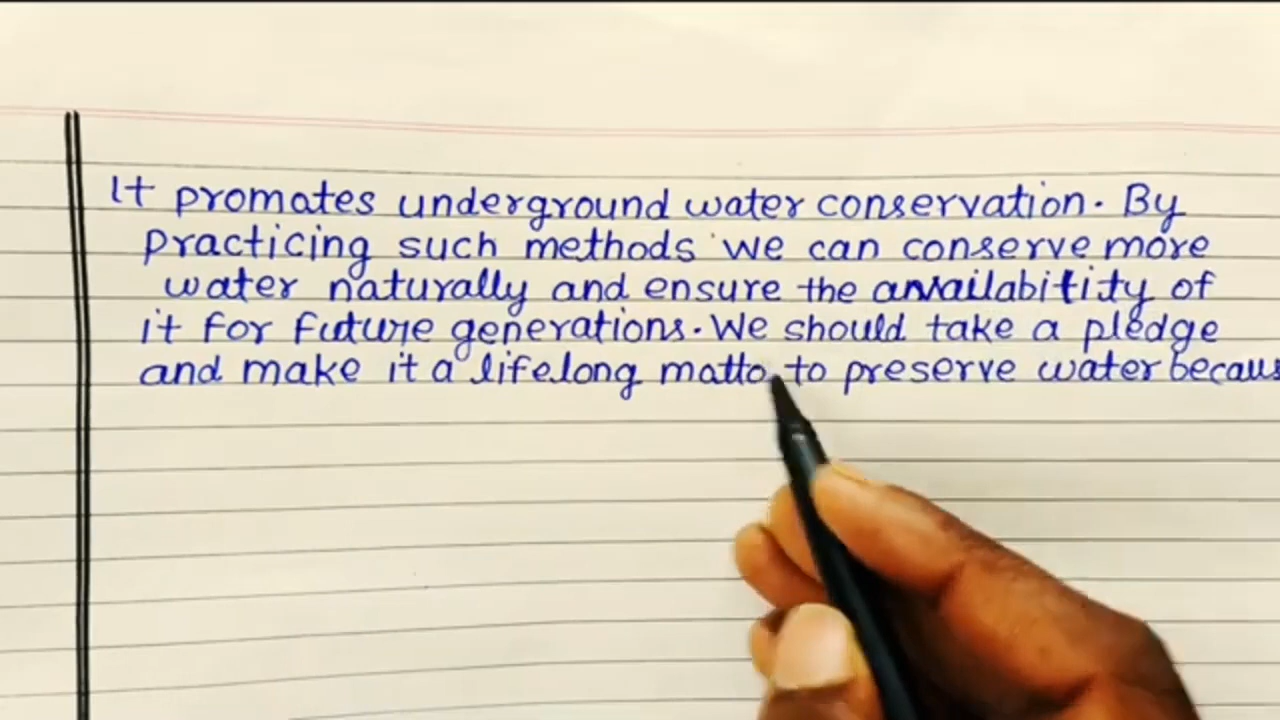 It promotes underground water conservation. By
practicing such methods we can conserve more
water naturally and ensure the availability of
it for future generations. We should take a pledge
and make it a lifelong matto to preserve water becaus